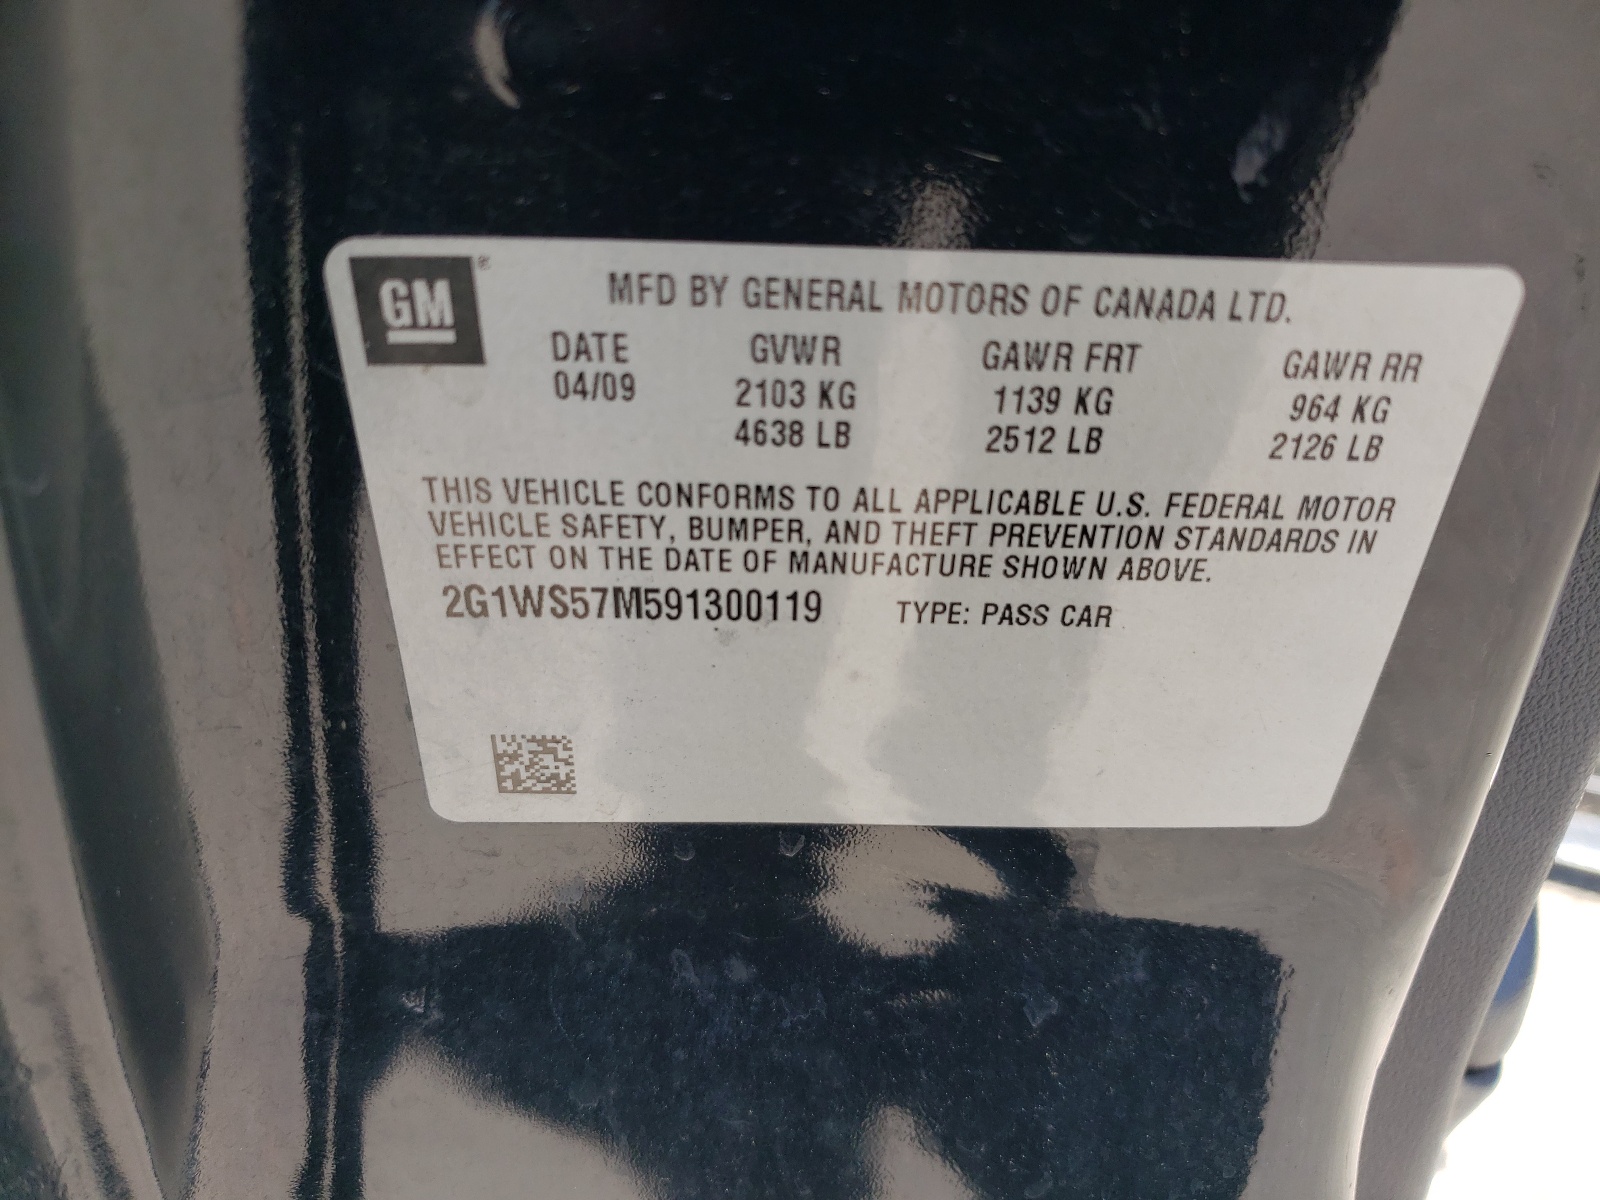 GM ®
MFD BY GENERAL MOTORS OF CANADA LTD.
DATE GVWR GAWR FRT GAWR RR
04/09 2103 KG 1139 KG 964 KG
4638 LB 2512 LB 2126 LB
THIS VEHICLE CONFORMS TO ALL APPLICABLE U.S. FEDERAL MOTOR
VEHICLE SAFETY, BUMPER, AND THEFT PREVENTION STANDARDS IN
EFFECT ON THE DATE OF MANUFACTURE SHOWN ABOVE.
2G1WS57M591300119 TYPE: PASS CAR